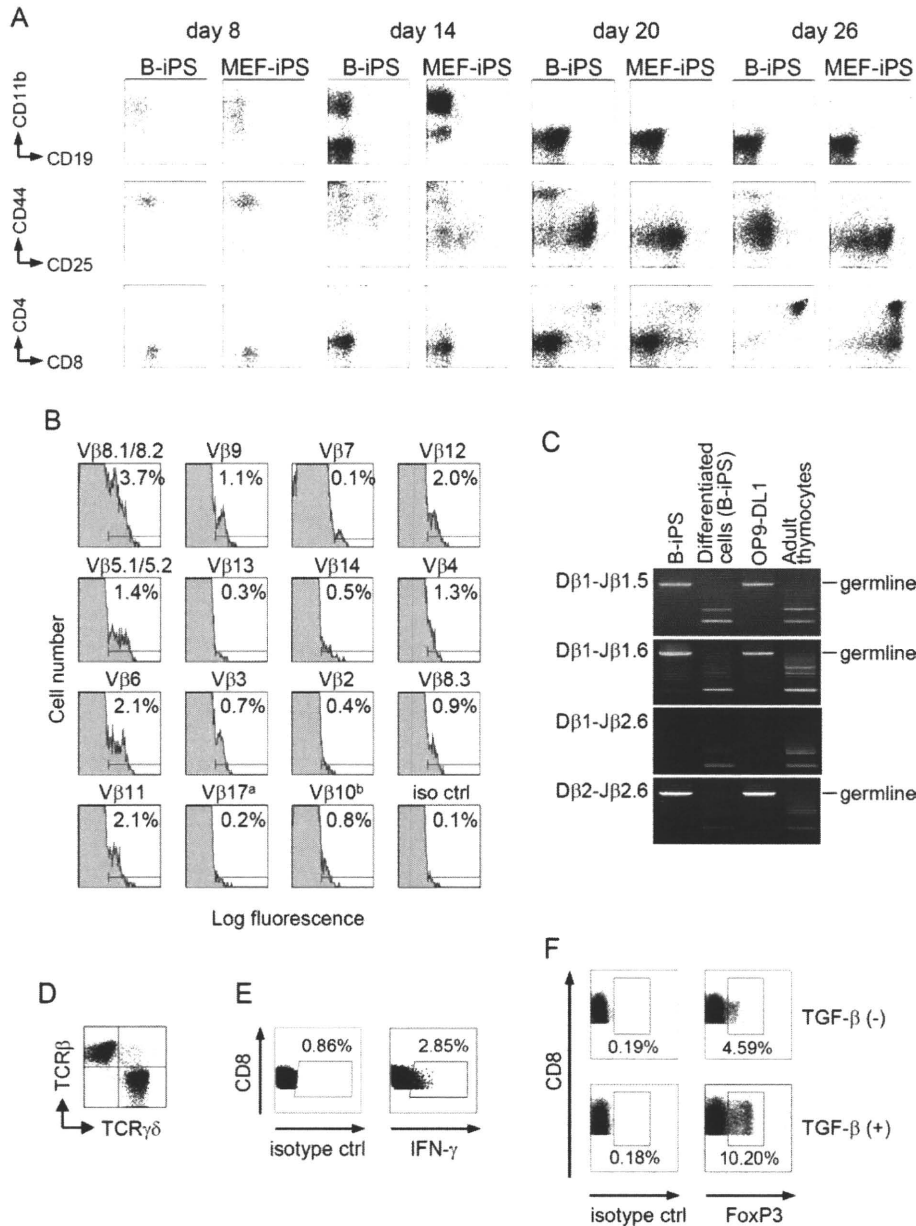 A
day 8 day 14 day 20 day 26
B-iPS MEF-iPS B-iPS MEF-iPS B-iPS MEF-iPS B-iPS MEF-iPS
CD11b
CD19
CD44
CD25
CD4
CD8
B
Vβ8.1/8.2 Vβ9 Vβ7 Vβ12
3.7% 1.1% 0.1% 2.0%
Vβ5.1/5.2 Vβ13 Vβ14 Vβ4
1.4% 0.3% 0.5% 1.3%
Vβ6 Vβ3 Vβ2 Vβ8.3
2.1% 0.7% 0.4% 0.9%
Vβ11 Vβ17ᵃ Vβ10ᵇ iso ctrl
2.1% 0.2% 0.8% 0.1%
Cell number
Log fluorescence
C
B-iPS
Differentiated
cells (B-iPS)
OP9-DL1
Adult
thymocytes
Dβ1-Jβ1.5 germline
Dβ1-Jβ1.6 germline
Dβ1-Jβ2.6
Dβ2-Jβ2.6 germline
D
TCRβ
TCRγδ
E
CD8
0.86% 2.85%
isotype ctrl IFN-γ
F
CD8
0.19% 4.59%
TGF-β (-)
0.18% 10.20%
TGF-β (+)
isotype ctrl FoxP3